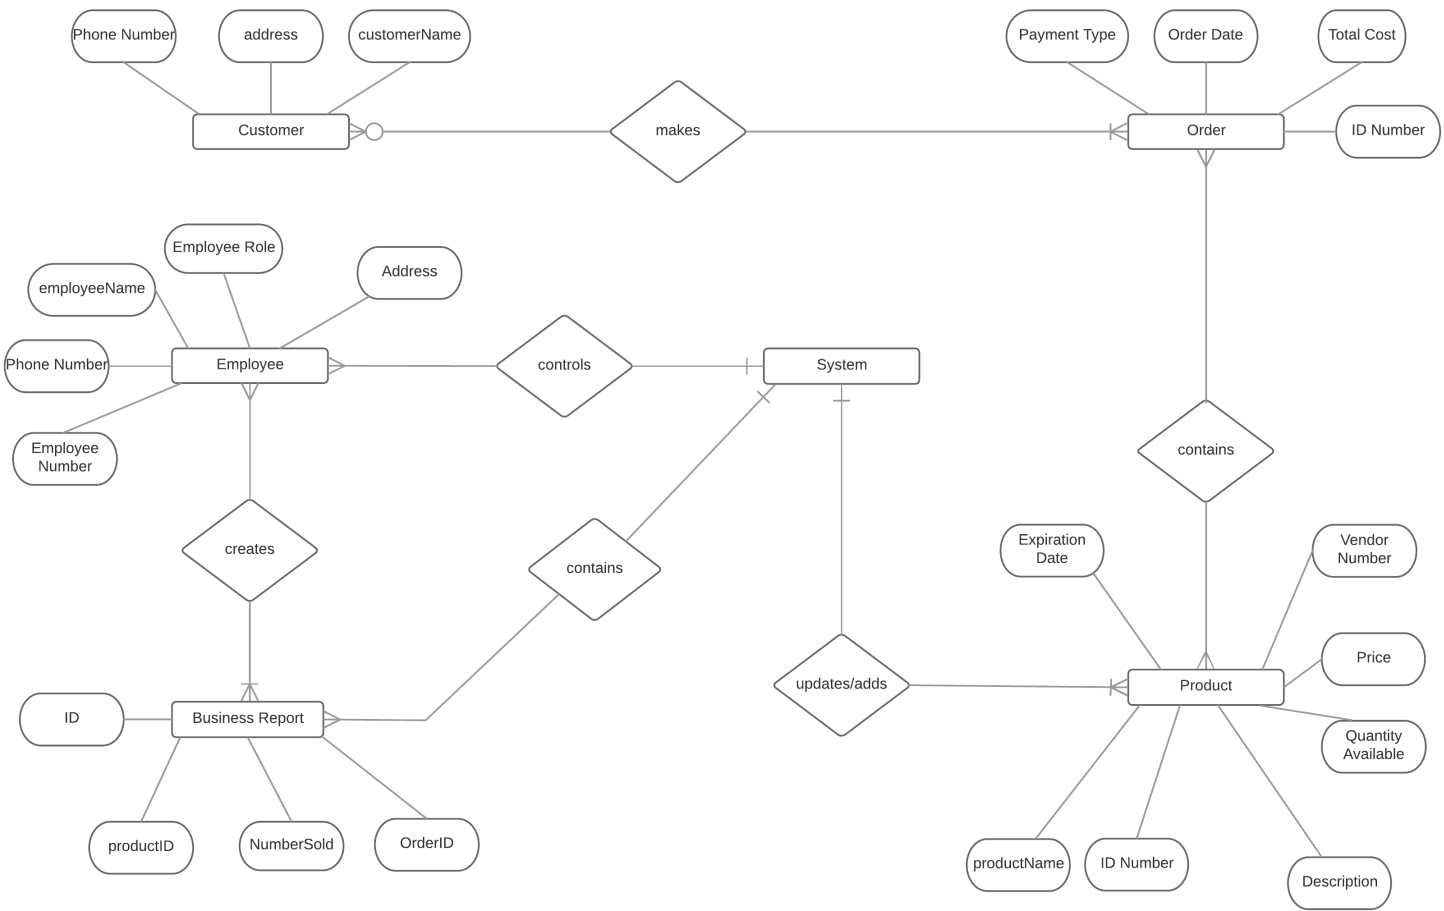 Phone Number
address
customerName
Payment Type
Order Date
Total Cost
Customer
makes
Order
ID Number
Employee Role
Address
employeeName
Phone Number
Employee
controls
System
Employee
Number
contains
creates
contains
Expiration
Date
Vendor
Number
Price
updates/adds
Product
ID
Business Report
Quantity
Available
productID
NumberSold
OrderID
productName
ID Number
Description